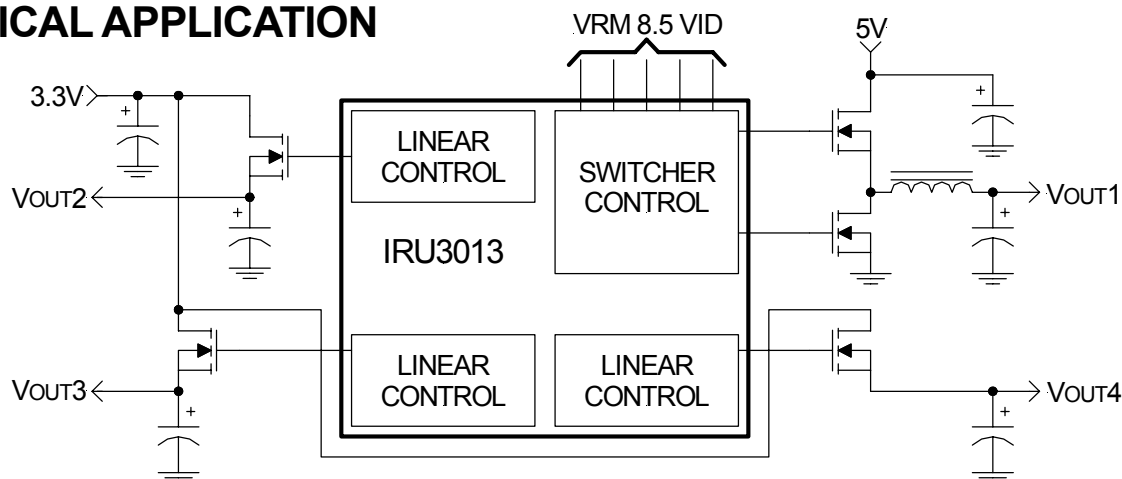 ICAL APPLICATION
VRM 8.5 VID
5V
3.3V
+
+
LINEAR
CONTROL
SWITCHER
CONTROL
VOUT2
VOUT1
+
+
IRU3013
LINEAR
CONTROL
LINEAR
CONTROL
VOUT3
VOUT4
+
+